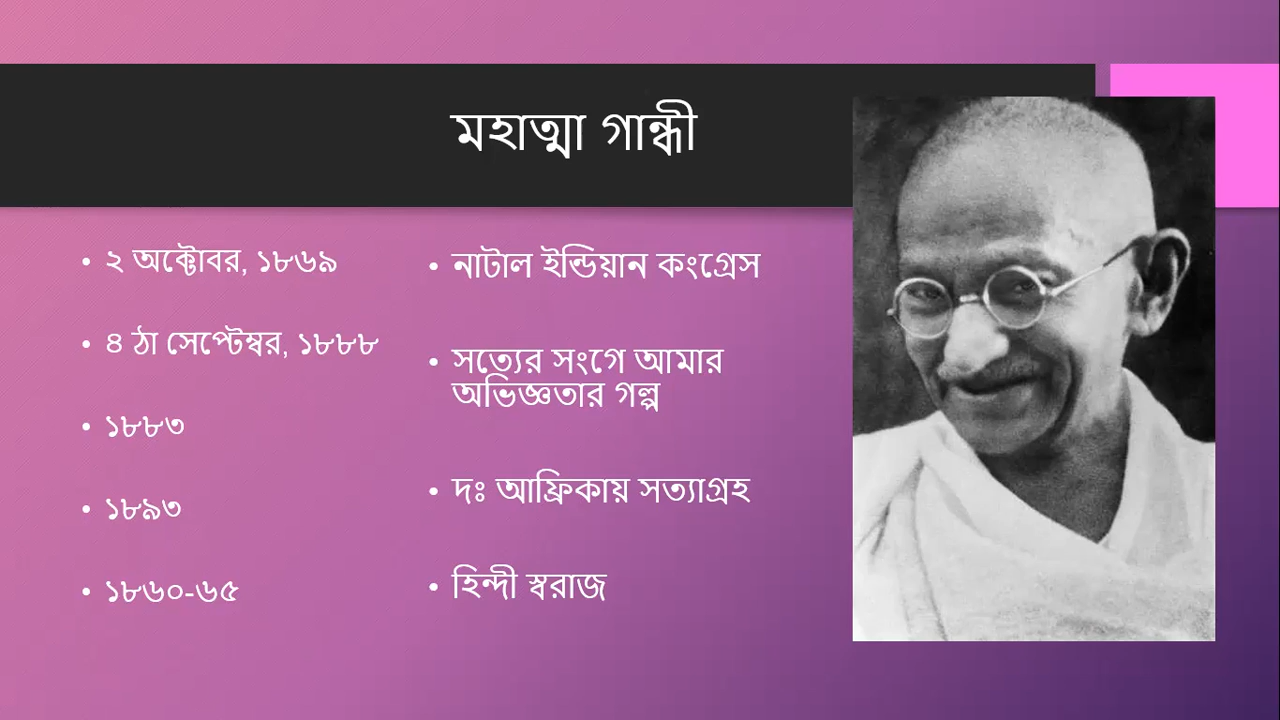 মহাত্মা গান্ধী
• ২ অক্টোবর, ১৮৬৯
• ৪ ঠা সেপ্টেম্বর, ১৮৮৮
• ১৮৮৩
• ১৮৯৩
• ১৮৬০-৬৫
• নাটাল ইন্ডিয়ান কংগ্রেস
• সত্যের সংগে আমার
অভিজ্ঞতার গল্প
• দঃ আফ্রিকায় সত্যাগ্রহ
• হিন্দী স্বরাজ